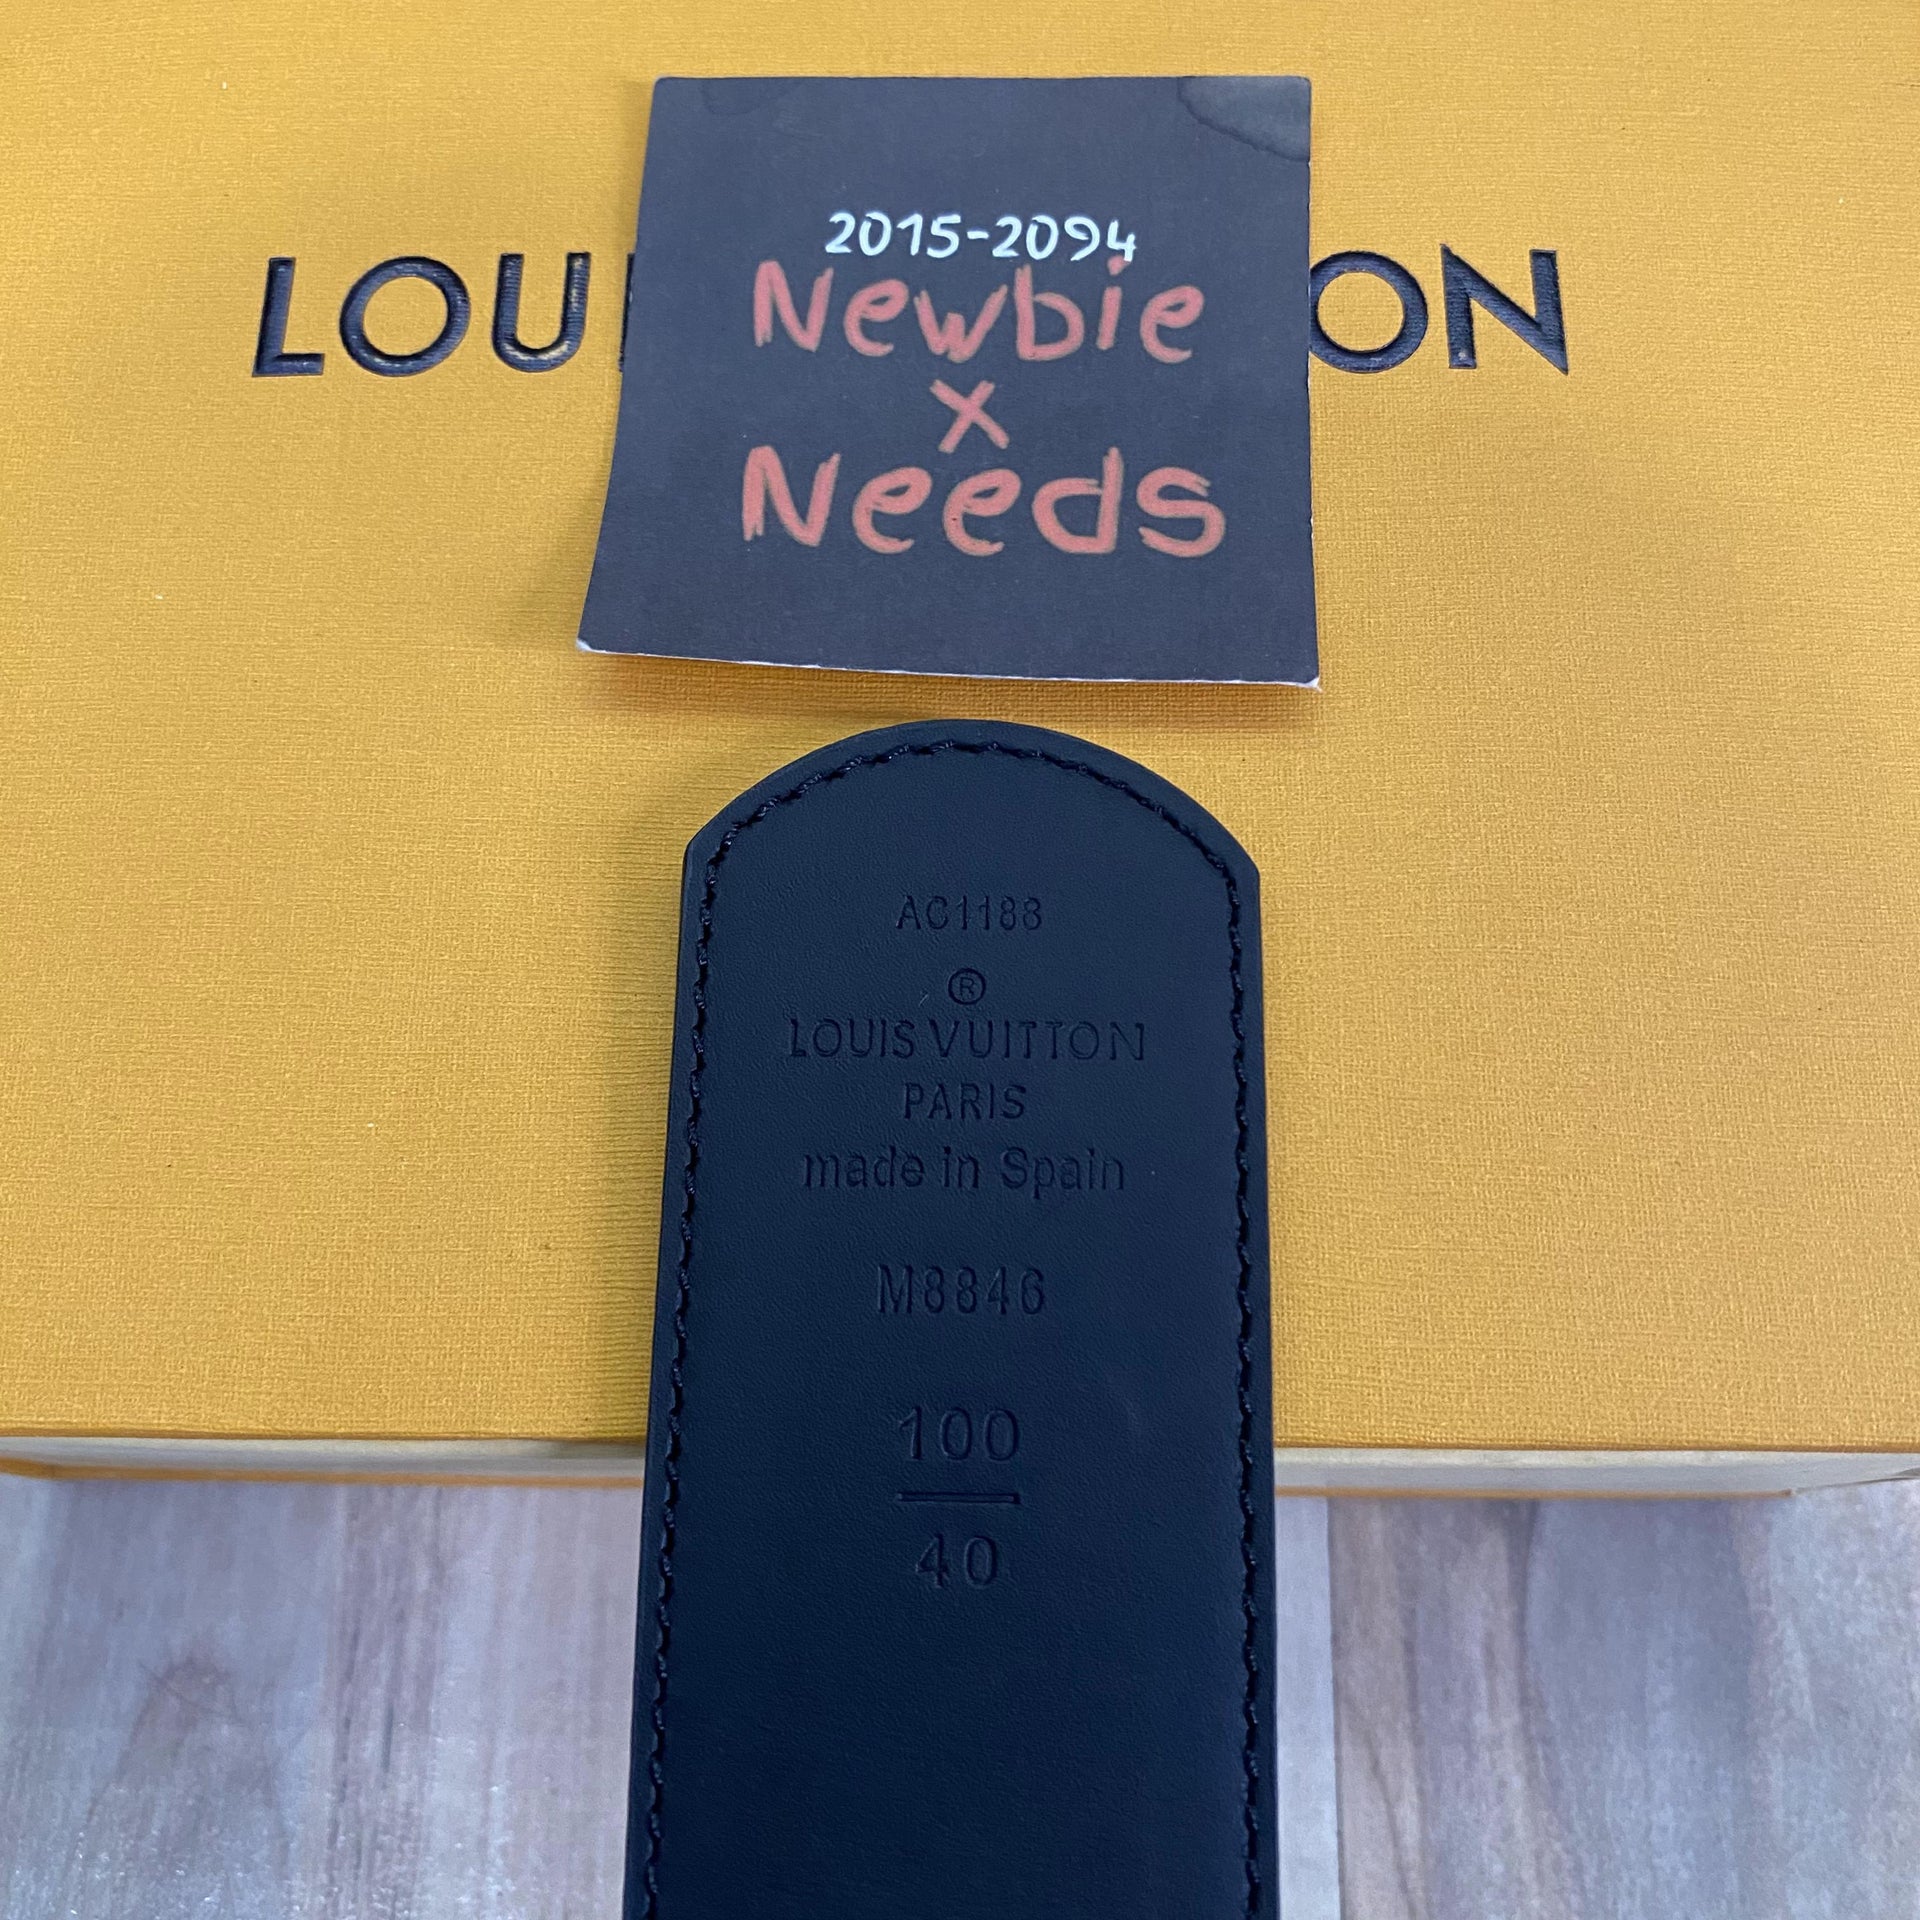 LOU ON
2015-2094
Newbie
x
Needs
AC1188
®
LOUIS VUITTON
PARIS
made in Spain
M8846
100
40